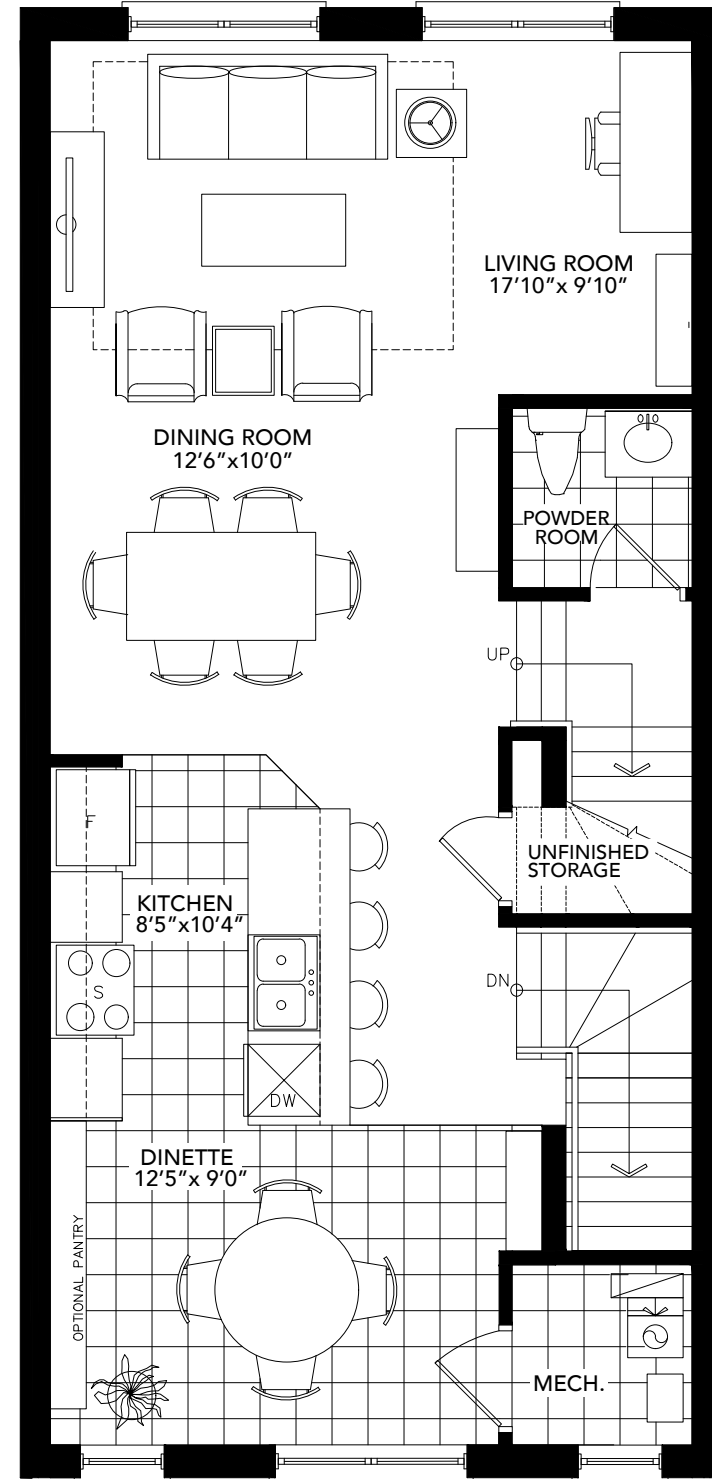 LIVING ROOM
17'10"x 9'10"
DINING ROOM
12'6"x10'0"
POWDER
ROOM
UP
F
UNFINISHED
STORAGE
KITCHEN
8'5"x10'4"
S
DN
DW
DINETTE
12'5"x 9'0"
OPTIONAL PANTRY
MECH.